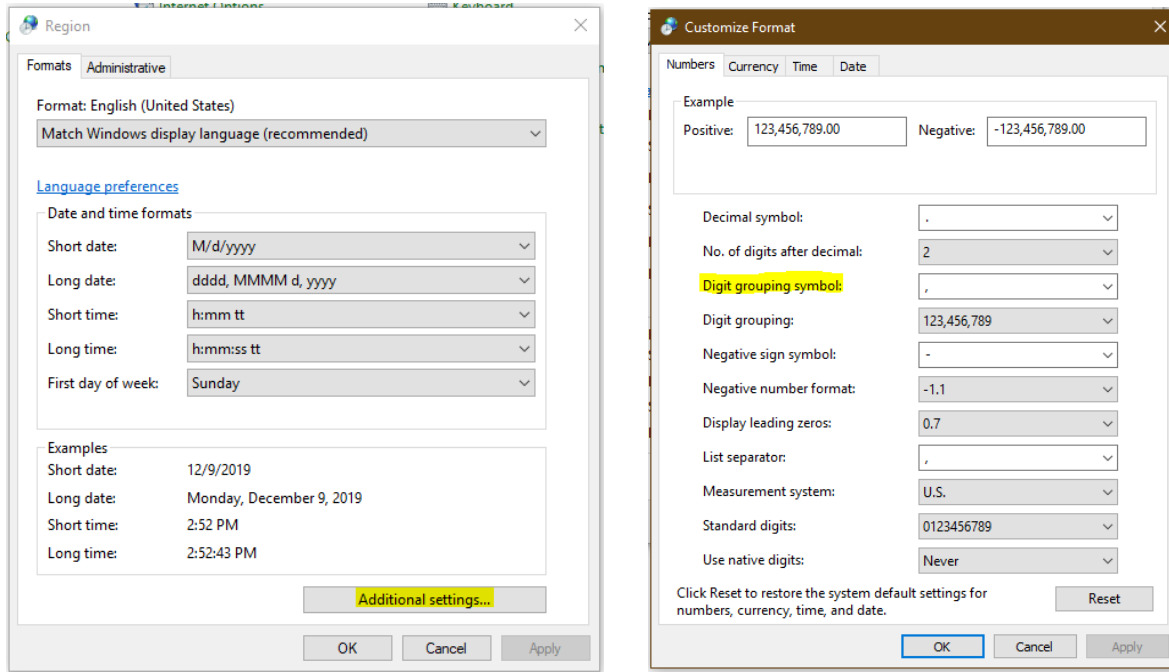 Internet Options
Keyboard
Region
Formats
Administrative
Format: English (United States)
Match Windows display language (recommended)
Language preferences
Date and time formats
Short date:
M/d/yyyy
Long date:
dddd, MMMM d, yyyy
Short time:
h:mm tt
Long time:
h:mm:ss tt
First day of week:
Sunday
Examples
Short date:
12/9/2019
Long date:
Monday, December 9, 2019
Short time:
2:52 PM
Long time:
2:52:43 PM
Additional settings...
OK
Cancel
Apply
Customize Format
Numbers
Currency
Time
Date
Example
Positive:
123,456,789.00
Negative:
-123,456,789.00
Decimal symbol:
.
No. of digits after decimal:
2
Digit grouping symbol:
,
Digit grouping:
123,456,789
Negative sign symbol:
-
Negative number format:
-1.1
Display leading zeros:
0.7
List separator:
,
Measurement system:
U.S.
Standard digits:
0123456789
Use native digits:
Never
Click Reset to restore the system default settings for
numbers, currency, time, and date.
Reset
OK
Cancel
Apply